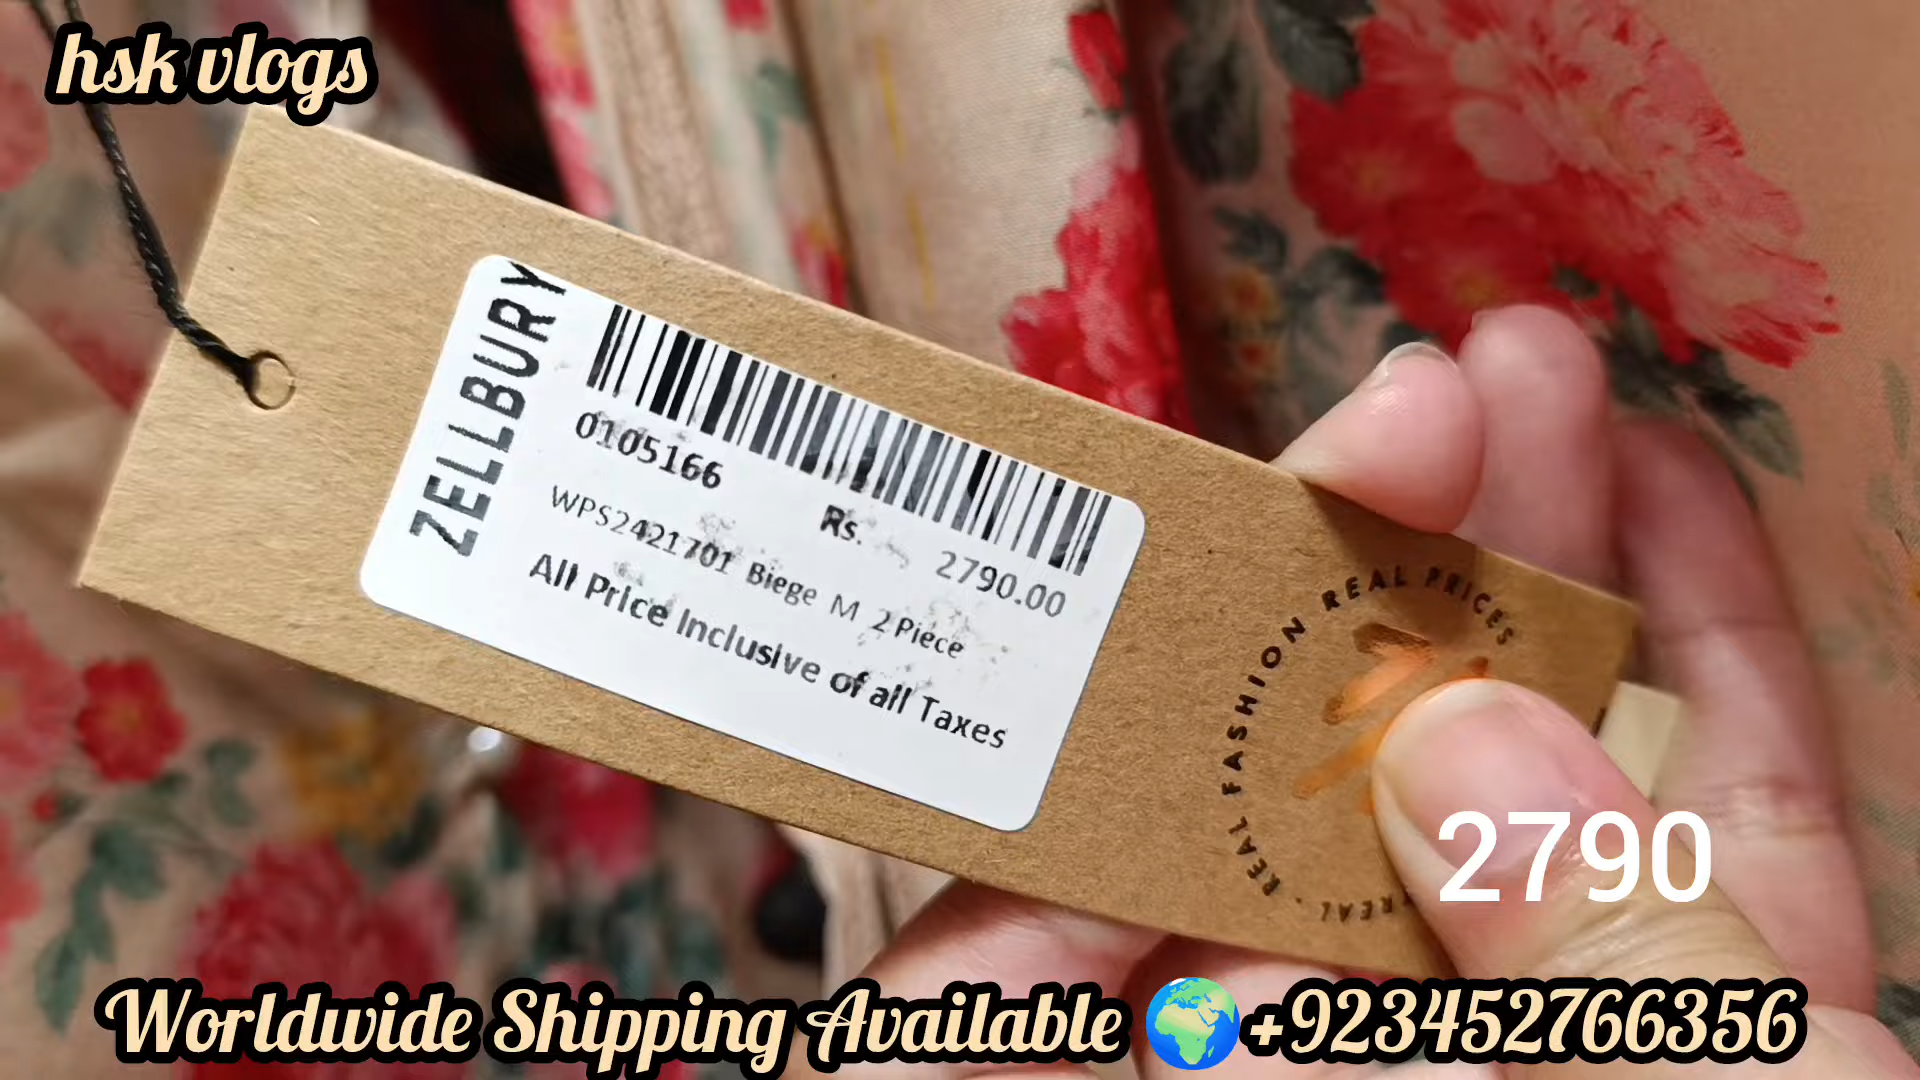 hsk vlogs
ZELLBURY
0105166
Rs. 2790.00
WPS2421701 Biege M 2 Piece
All Price Inclusive of all Taxes
REAL FASHION REAL PRICES
REAL
2790
Worldwide Shipping Available 🌍+923452766356